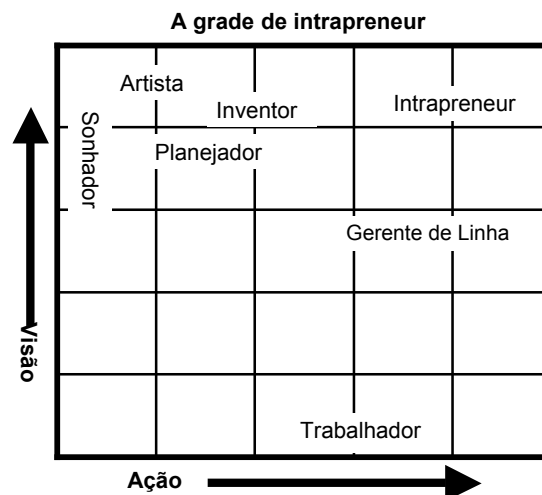 A grade de intrapreneur
Artista
Inventor
Intrapreneur
Sonhador
Planejador
Gerente de Linha
Visão
Trabalhador
Ação